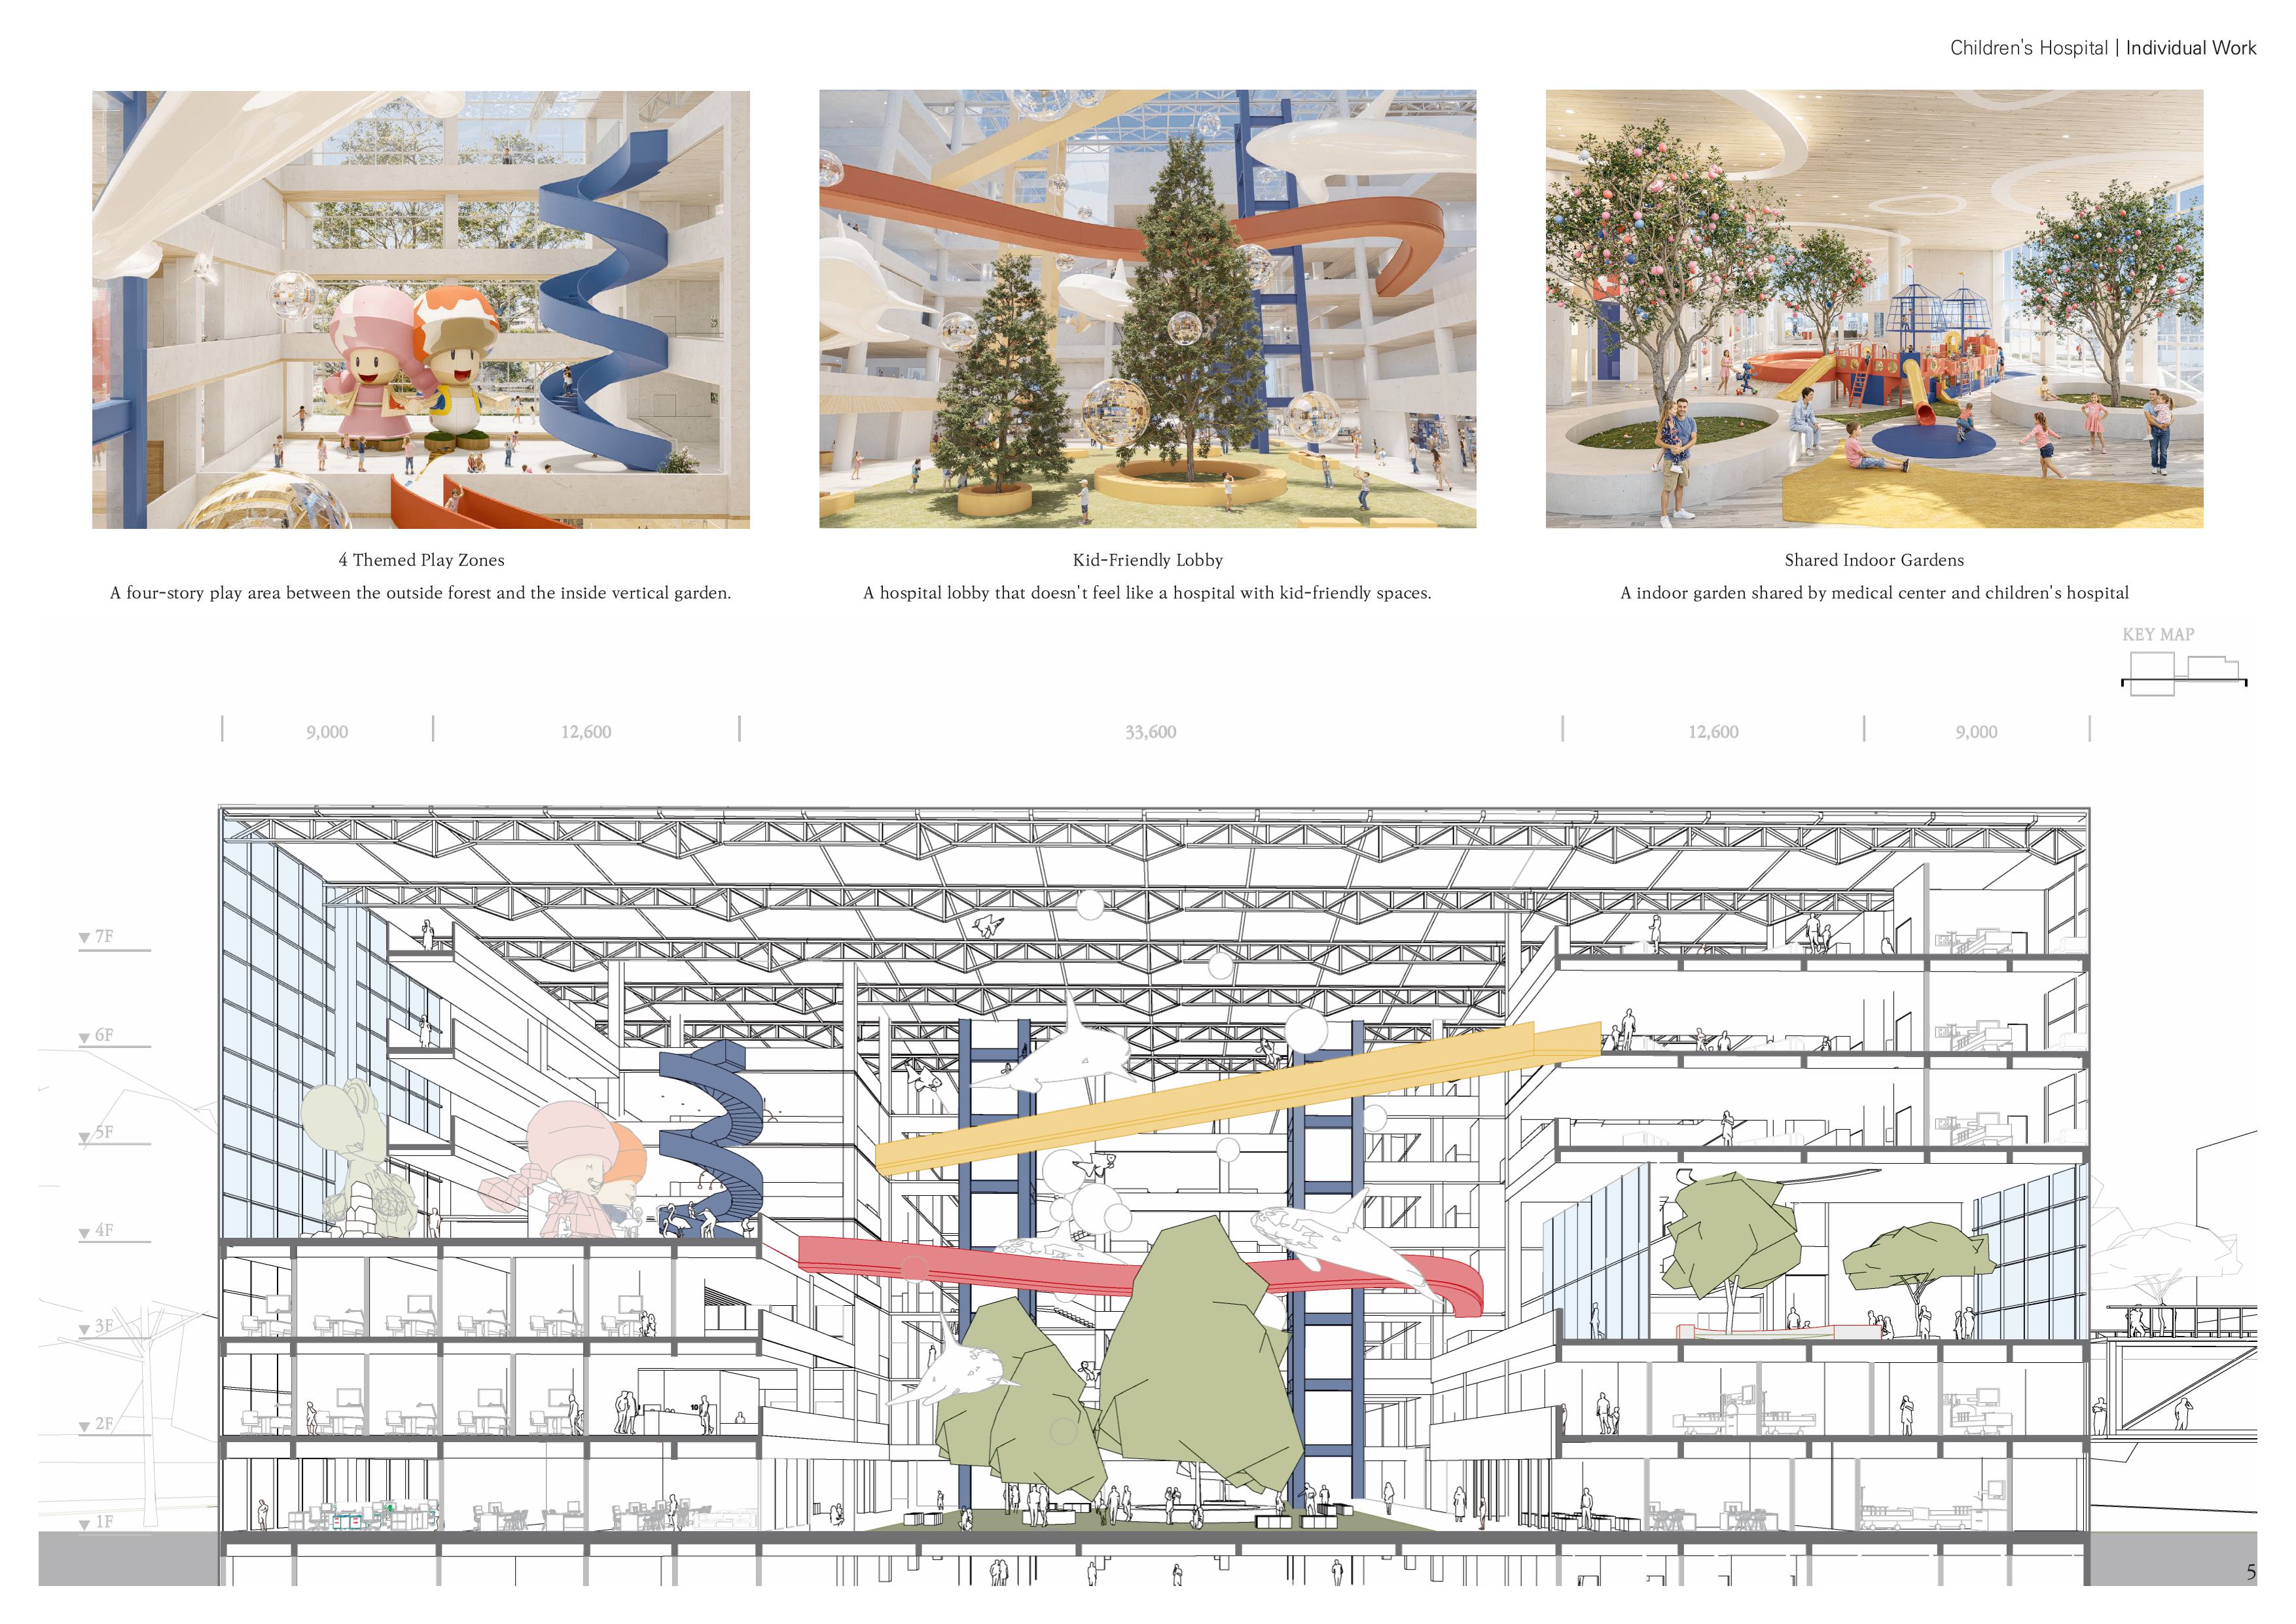 Children's Hospital | Individual Work
4 Themed Play Zones
A four-story play area between the outside forest and the inside vertical garden.
Kid-Friendly Lobby
A hospital lobby that doesn't feel like a hospital with kid-friendly spaces.
Shared Indoor Gardens
A indoor garden shared by medical center and children's hospital
KEY MAP
9,000 12,600 33,600 12,600 9,000
7F
6F
5F
4F
3F
2F
10
1F
5